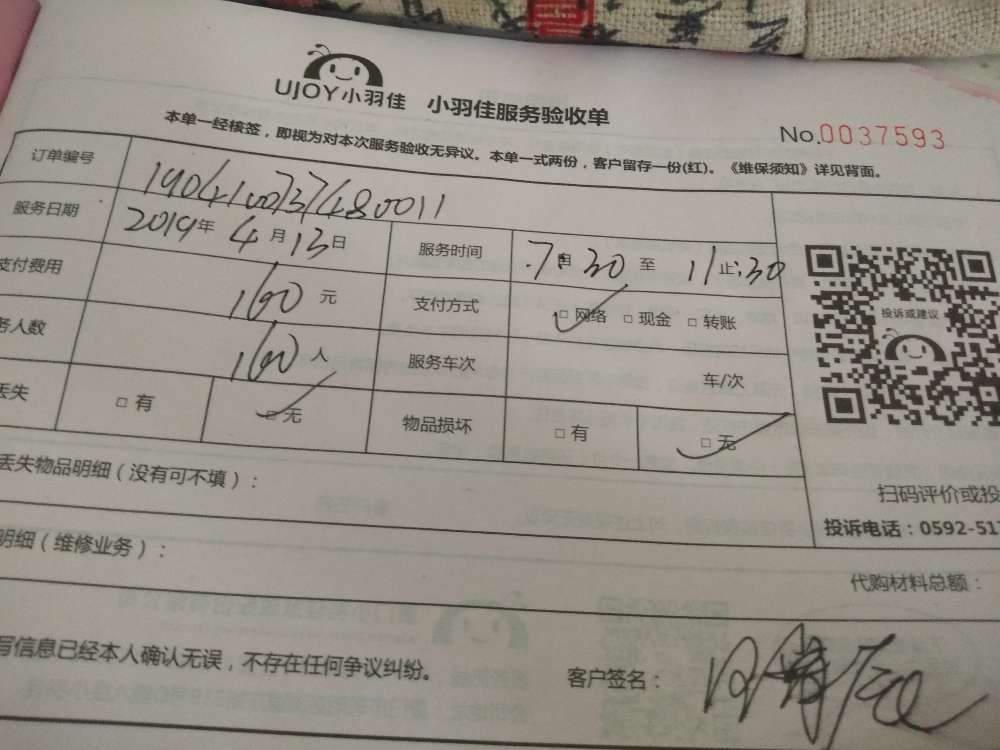 UJOY小羽佳 小羽佳服务验收单
No.0037593
本单一经核签，即视为对本次服务验收无异议。本单一式两份，客户留存一份(红)。《维保须知》详见背面。
订单编号
服务日期 2019年 4月13日 服务时间 7自30至11止:30
支付费用 160元 支付方式 □网络 □现金 □转账
务人数 160人 服务车次 车/次
丢失 □有 □无 物品损坏 □有 □无
投诉或建议
扫码评价或投
投诉电话：0592-51
丢失物品明细（没有可不填）：
明细（维修业务）：
代购材料总额：
写信息已经本人确认无误，不存在任何争议纠纷。 客户签名：